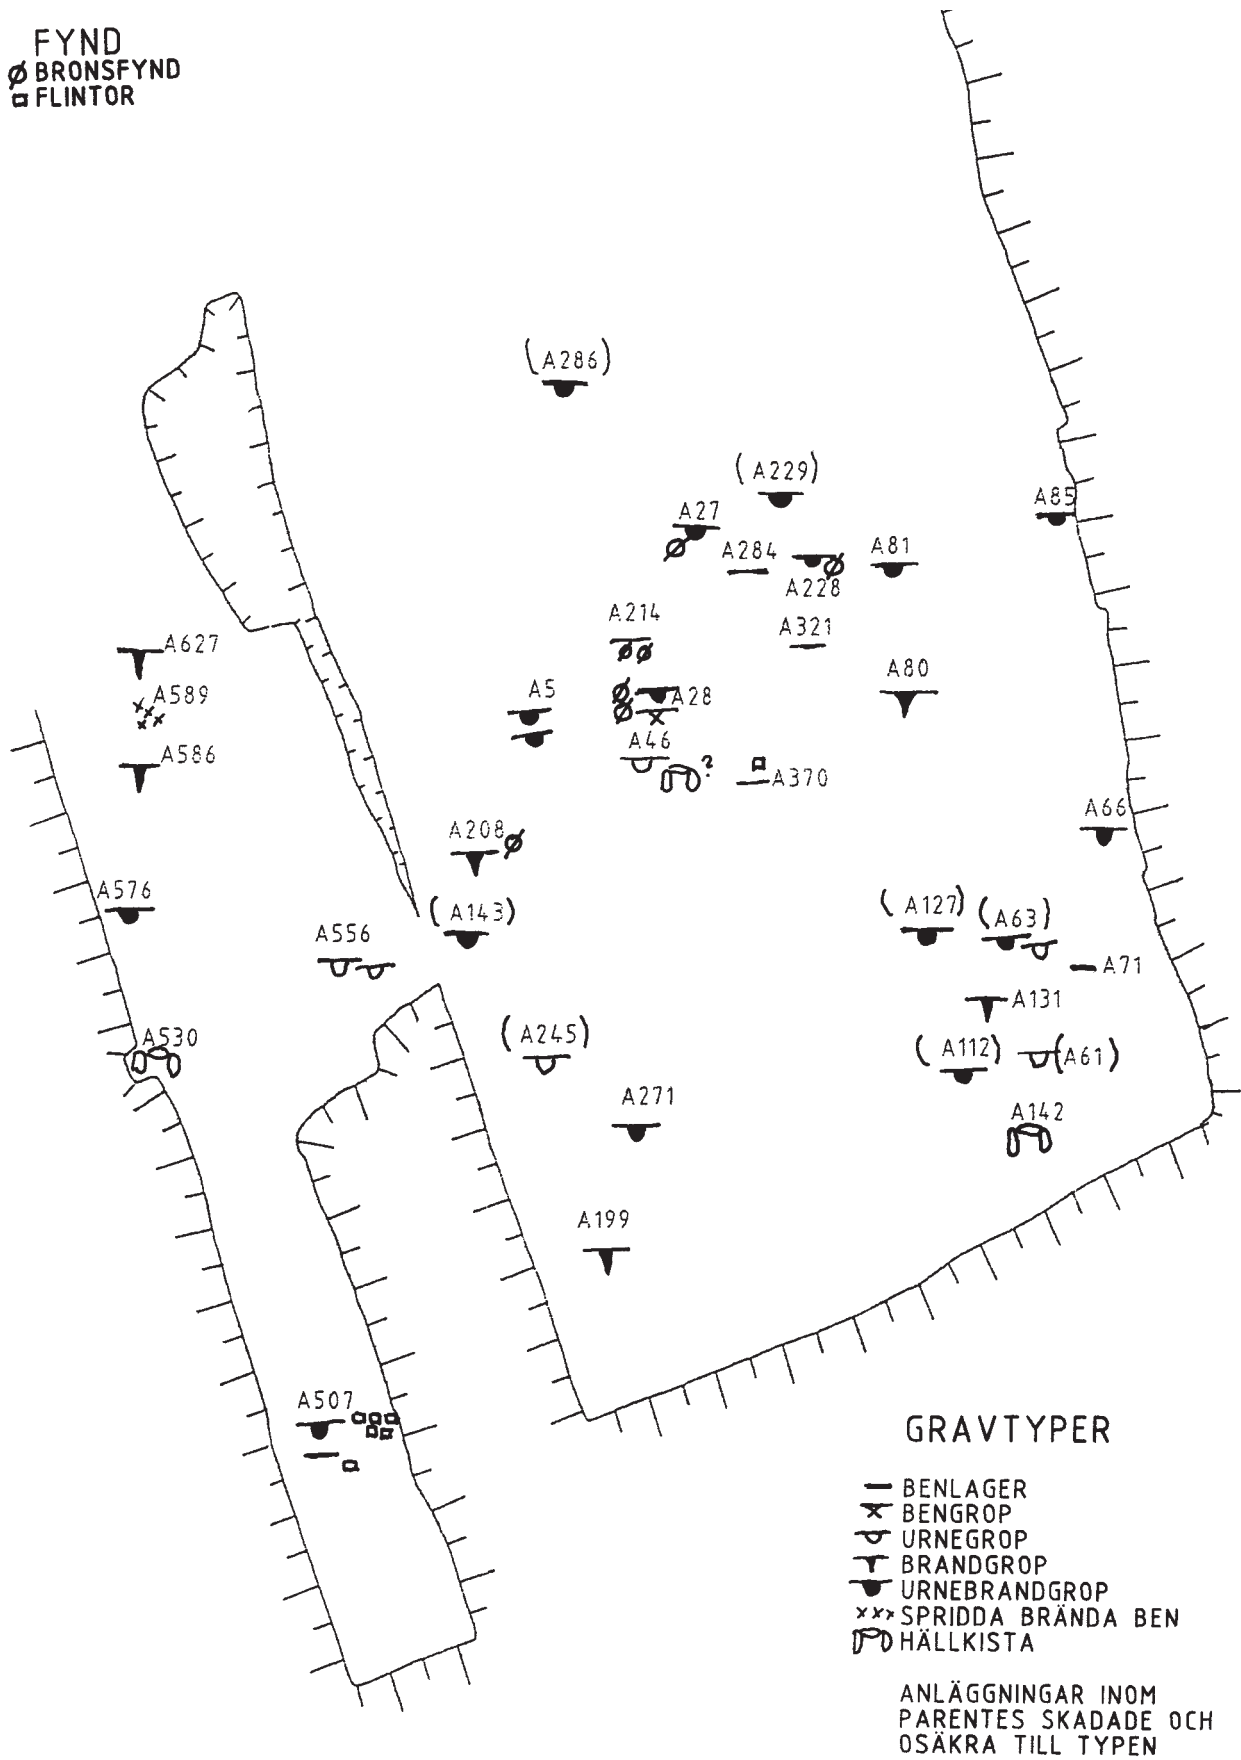 FYND
BRONSFYND
FLINTOR
(A286)
(A229)
A27
A85
A284
A81
A228
A214
A321
A627
A80
A589
A5
A28
A586
A46
?
A370
A208
A66
A576
(A143)
(A127)
(A63)
A556
A71
A131
A530
(A245)
(A112)
(A61)
A271
A142
A199
A507
GRAVTYPER
BENLAGER
BENGROP
URNEGROP
BRANDGROP
URNEBRANDGROP
SPRIDDA BRÄNDA BEN
HÄLLKISTA
ANLÄGGNINGAR INOM
PARENTES SKADADE OCH
OSÄKRA TILL TYPEN